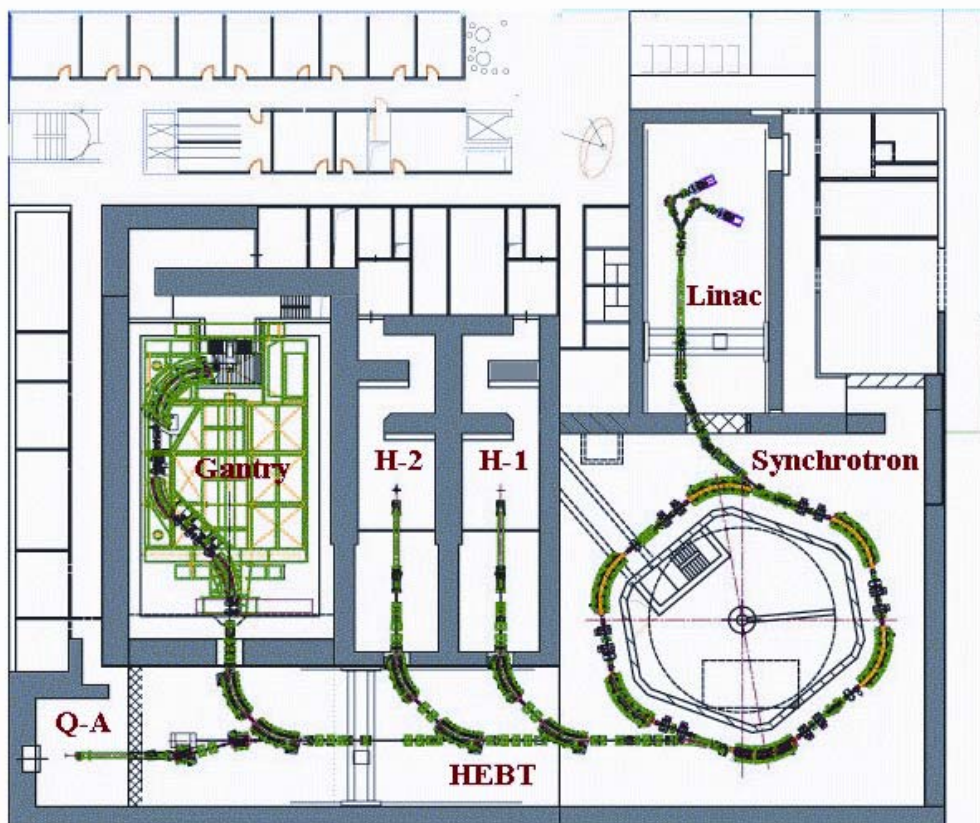 Linac
Gantry
H-2
H-1
Synchrotron
Q-A
HEBT